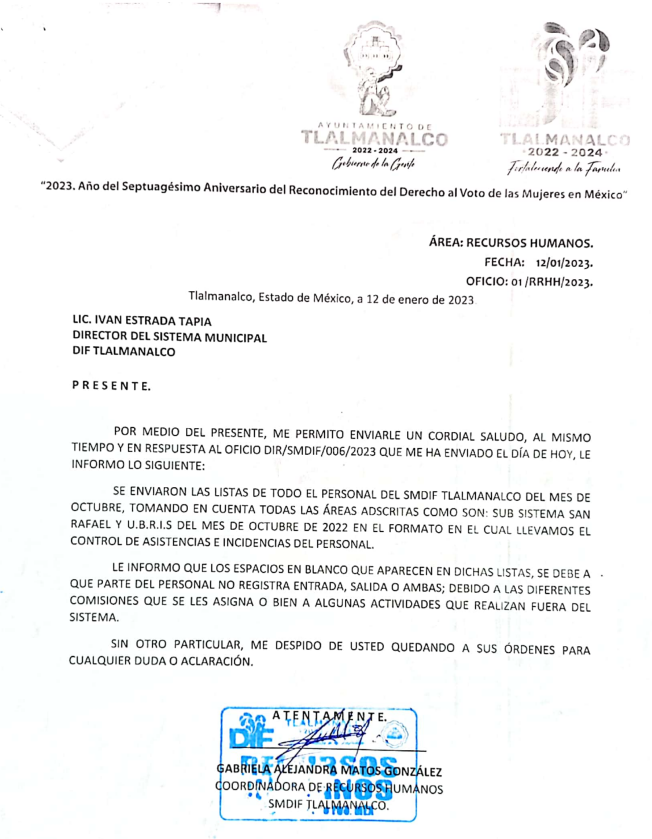 AYUNTAMIENTO DE
TLALMANALCO
2022 - 2024
Gobierno de la Gente
TLALMANALCO
·2022 - 2024·
Fortaleciendo a la Familia
"2023. Año del Septuagésimo Aniversario del Reconocimiento del Derecho al Voto de las Mujeres en México"
ÁREA: RECURSOS HUMANOS.
FECHA: 12/01/2023.
OFICIO: 01 /RRHH/2023.
Tlalmanalco, Estado de México, a 12 de enero de 2023
LIC. IVAN ESTRADA TAPIA
DIRECTOR DEL SISTEMA MUNICIPAL
DIF TLALMANALCO
P R E S E N T E.
POR MEDIO DEL PRESENTE, ME PERMITO ENVIARLE UN CORDIAL SALUDO, AL MISMO
TIEMPO Y EN RESPUESTA AL OFICIO DIR/SMDIF/006/2023 QUE ME HA ENVIADO EL DÍA DE HOY, LE
INFORMO LO SIGUIENTE:
SE ENVIARON LAS LISTAS DE TODO EL PERSONAL DEL SMDIF TLALMANALCO DEL MES DE
OCTUBRE, TOMANDO EN CUENTA TODAS LAS ÁREAS ADSCRITAS COMO SON: SUB SISTEMA SAN
RAFAEL Y U.B.R.I.S DEL MES DE OCTUBRE DE 2022 EN EL FORMATO EN EL CUAL LLEVAMOS EL
CONTROL DE ASISTENCIAS E INCIDENCIAS DEL PERSONAL.
LE INFORMO QUE LOS ESPACIOS EN BLANCO QUE APARECEN EN DICHAS LISTAS, SE DEBE A
QUE PARTE DEL PERSONAL NO REGISTRA ENTRADA, SALIDA O AMBAS; DEBIDO A LAS DIFERENTES
COMISIONES QUE SE LES ASIGNA O BIEN A ALGUNAS ACTIVIDADES QUE REALIZAN FUERA DEL
SISTEMA.
SIN OTRO PARTICULAR, ME DESPIDO DE USTED QUEDANDO A SUS ÓRDENES PARA
CUALQUIER DUDA O ACLARACIÓN.
A T E N T A M E N T E.
DIF
GABRIELA ALEJANDRA MATOS GONZÁLEZ
COORDINADORA DE RECURSOS HUMANOS
SMDIF TLALMANALCO.